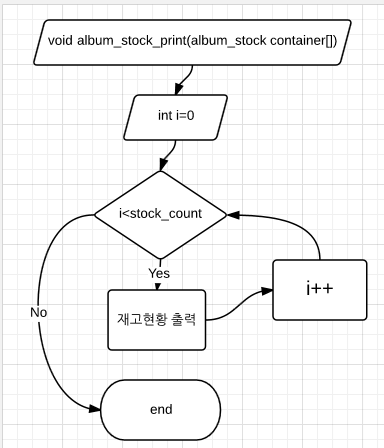 void album_stock_print(album_stock container[])
int i=0
i<stock_count
Yes
i++
재고현황 출력
No
end